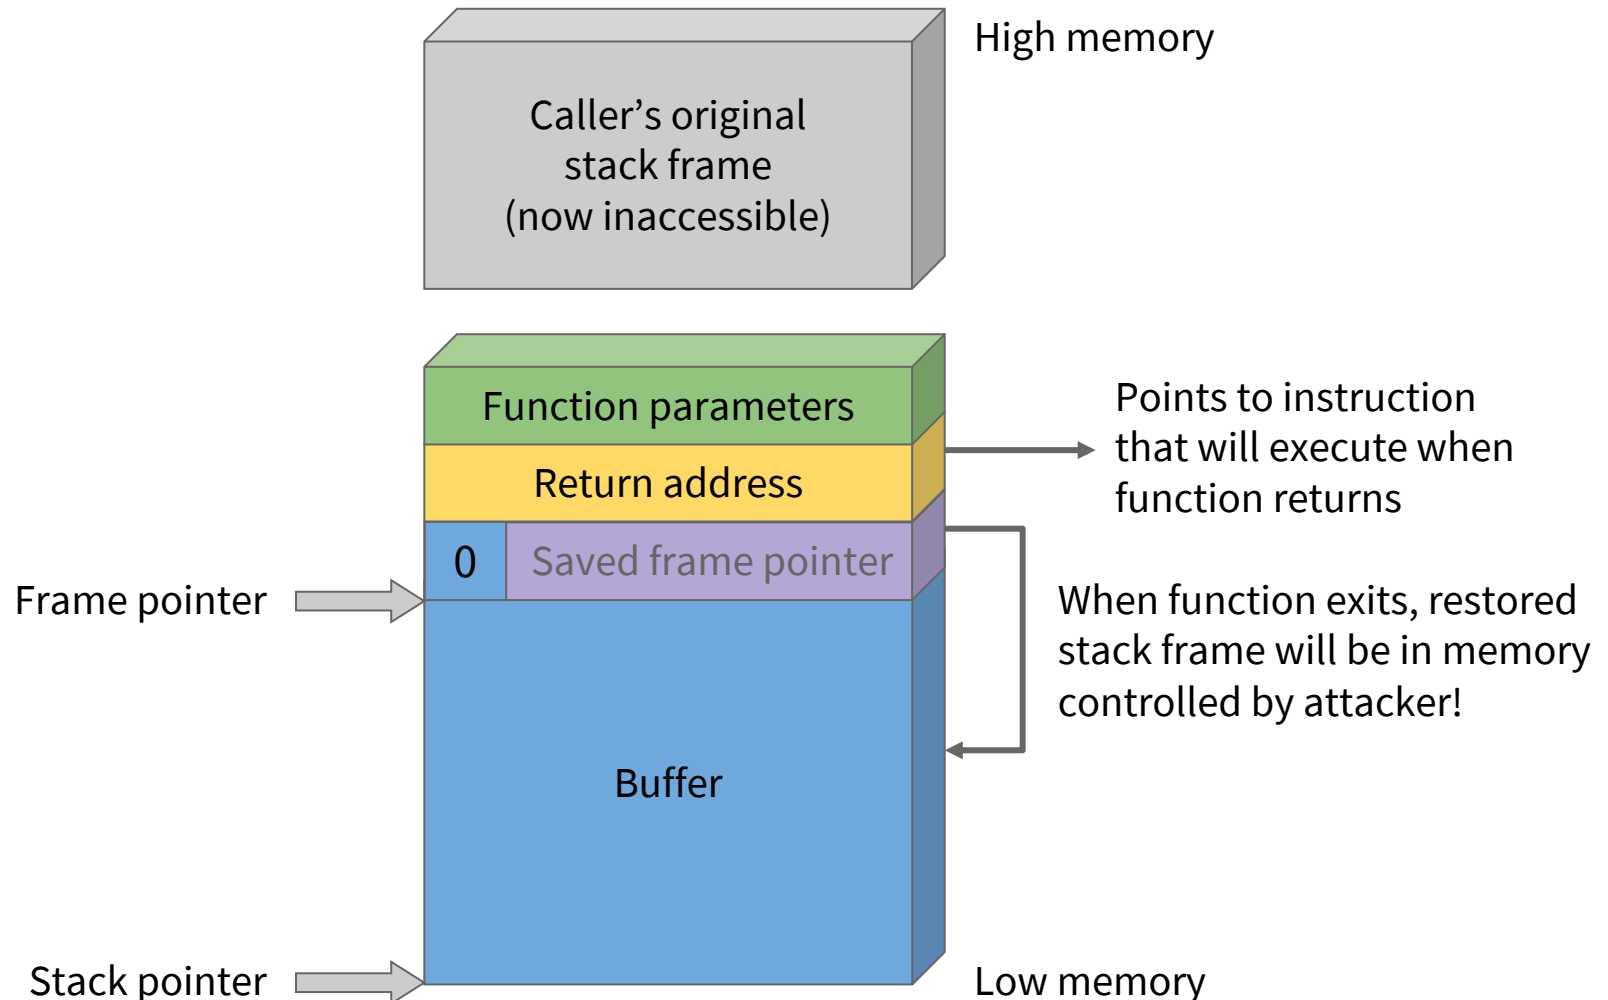 High memory
Caller’s original
stack frame
(now inaccessible)
Function parameters
Return address
0 Saved frame pointer
Points to instruction
that will execute when
function returns
Frame pointer
When function exits, restored
stack frame will be in memory
controlled by attacker!
Buffer
Stack pointer
Low memory